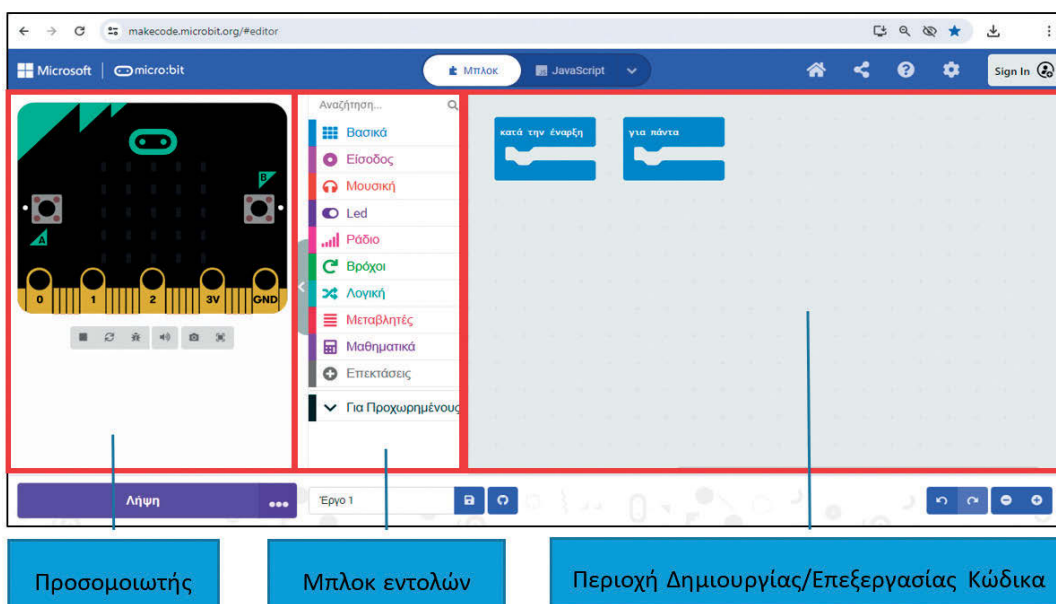 makecode.microbit.org/#editor
Microsoft micro:bit Μπλοκ JavaScript Sign In
Αναζήτηση...
Βασικά
Είσοδος
Μουσική
Led
Ράδιο
Βρόχοι
Λογική
Μεταβλητές
Μαθηματικά
Επεκτάσεις
Για Προχωρημένους
κατά την έναρξη
για πάντα
A
B
0 1 2 3V GND
Λήψη
Έργο 1
Προσομοιωτής
Μπλοκ εντολών
Περιοχή Δημιουργίας/Επεξεργασίας Κώδικα